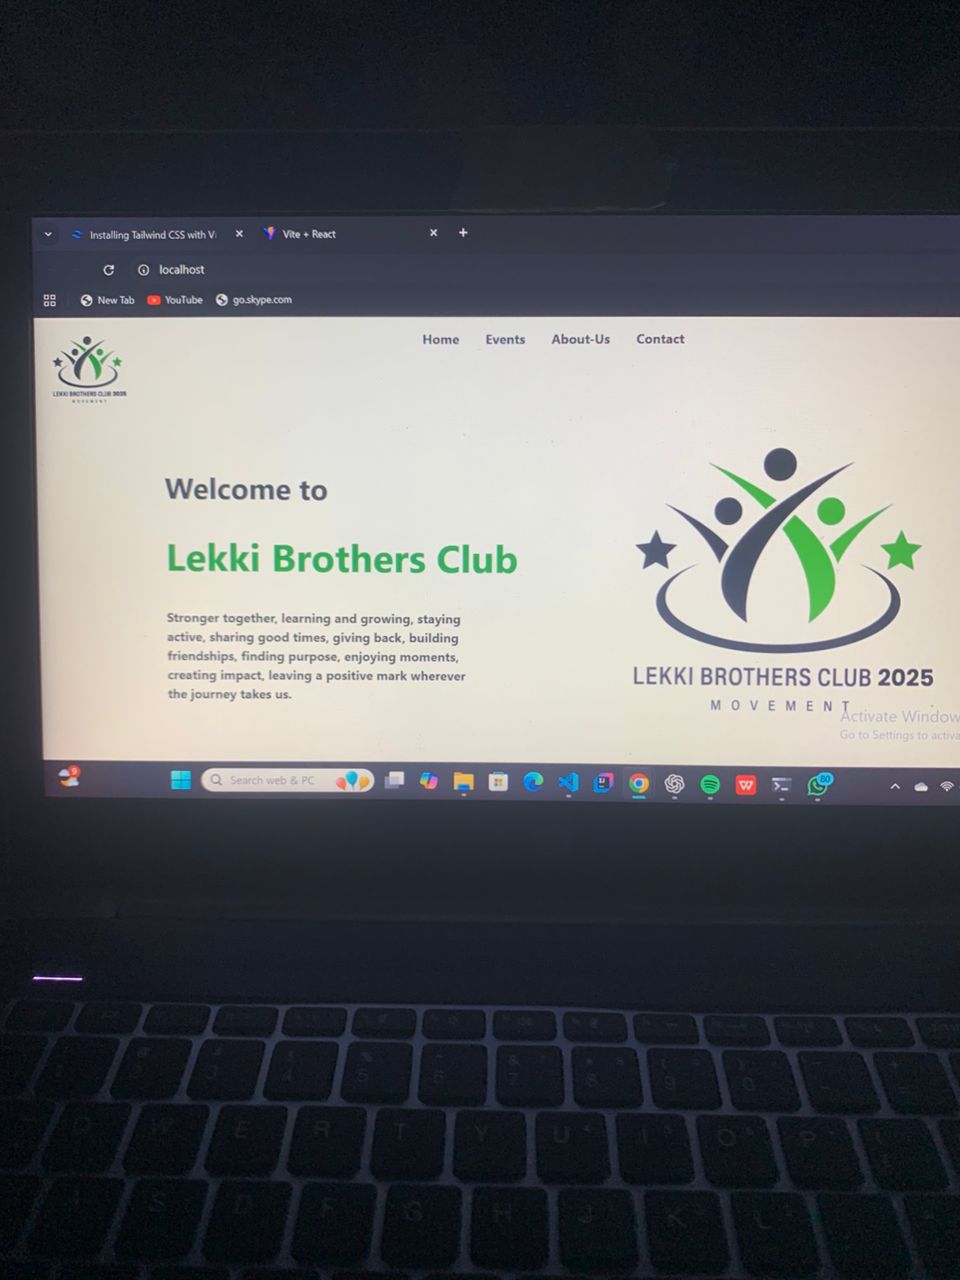 Installing Tailwind CSS with Vi
Vite + React
localhost
New Tab
YouTube
go.skype.com
Home
Events
About-Us
Contact
LEKKI BROTHERS CLUB 2025
MOVEMENT
Welcome to
Lekki Brothers Club
Stronger together, learning and growing, staying
active, sharing good times, giving back, building
friendships, finding purpose, enjoying moments,
creating impact, leaving a positive mark wherever
the journey takes us.
LEKKI BROTHERS CLUB 2025
MOVEMENT
Activate Window
Go to Settings to activa
9
Search web & PC
80
W
E
R
T
Y
U
I
O
P
S
D
F
G
H
J
K
L